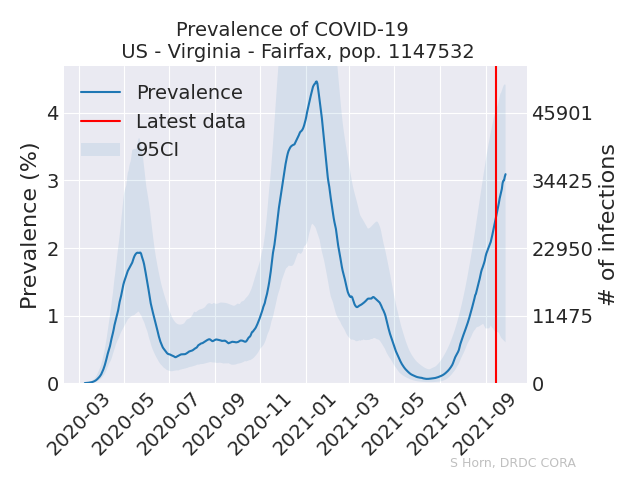 Prevalence of COVID-19
US - Virginia - Fairfax, pop. 1147532
Prevalence
Latest data
95CI
Prevalence (%)
4
3
2
1
0
45901
34425
22950
11475
0
# of infections
2020-03
2020-05
2020-07
2020-09
2020-11
2021-01
2021-03
2021-05
2021-07
2021-09
S Horn, DRDC CORA